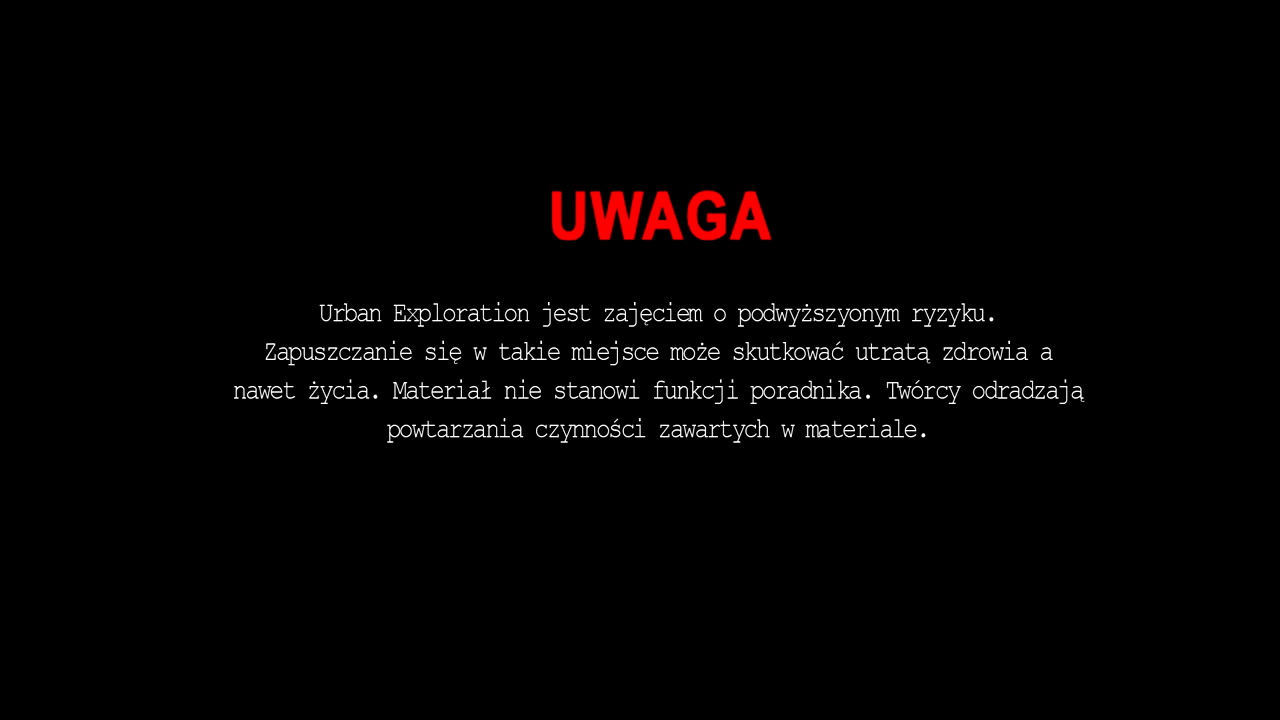 UWAGA
Urban Exploration jest zajęciem o podwyższyonym ryzyku.
Zapuszczanie się w takie miejsce może skutkować utratą zdrowia a
nawet życia. Materiał nie stanowi funkcji poradnika. Twórcy odradzają
powtarzania czynności zawartych w materiale.